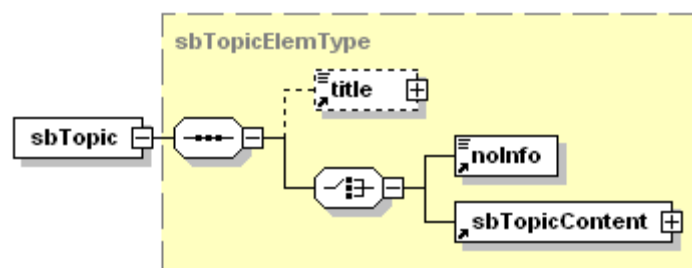 sbTopicElemType
title
sbTopic
noInfo
sbTopicContent